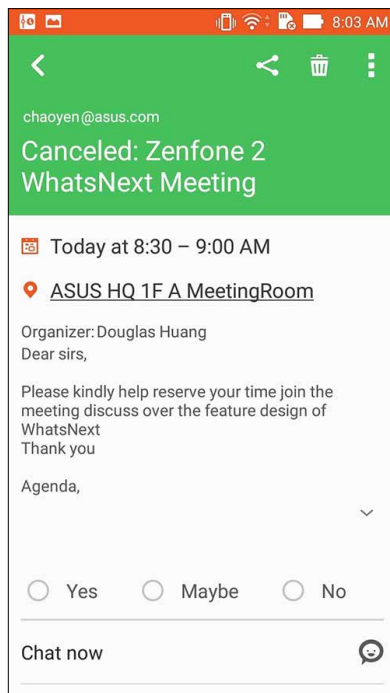 8:03 AM
chaoyen@asus.com
Canceled: Zenfone 2
WhatsNext Meeting
Today at 8:30 – 9:00 AM
ASUS HQ 1F A MeetingRoom
Organizer: Douglas Huang
Dear sirs,
Please kindly help reserve your time join the
meeting discuss over the feature design of
WhatsNext
Thank you
Agenda,
Yes Maybe No
Chat now